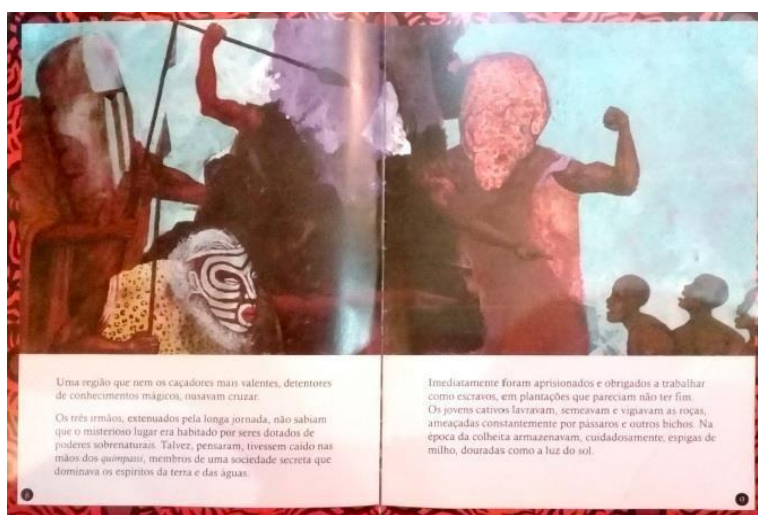 Uma região que nem os caçadores mais valentes, detentores
de conhecimentos mágicos, ousavam cruzar.
Os três irmãos, extenuados pela longa jornada, não sabiam
que o misterioso lugar era habitado por seres dotados de
poderes sobrenaturais. Talvez, pensaram, tivessem caído nas
mãos dos quimpasi, membros de uma sociedade secreta que
dominava os espíritos da terra e das águas.
Imediatamente foram aprisionados e obrigados a trabalhar
como escravos, em plantações que pareciam não ter fim.
Os jovens cativos lavravam, semeavam e vigiavam as roças,
ameaçadas constantemente por pássaros e outros bichos. Na
época da colheita armazenavam, cuidadosamente, espigas de
milho, douradas como a luz do sol.